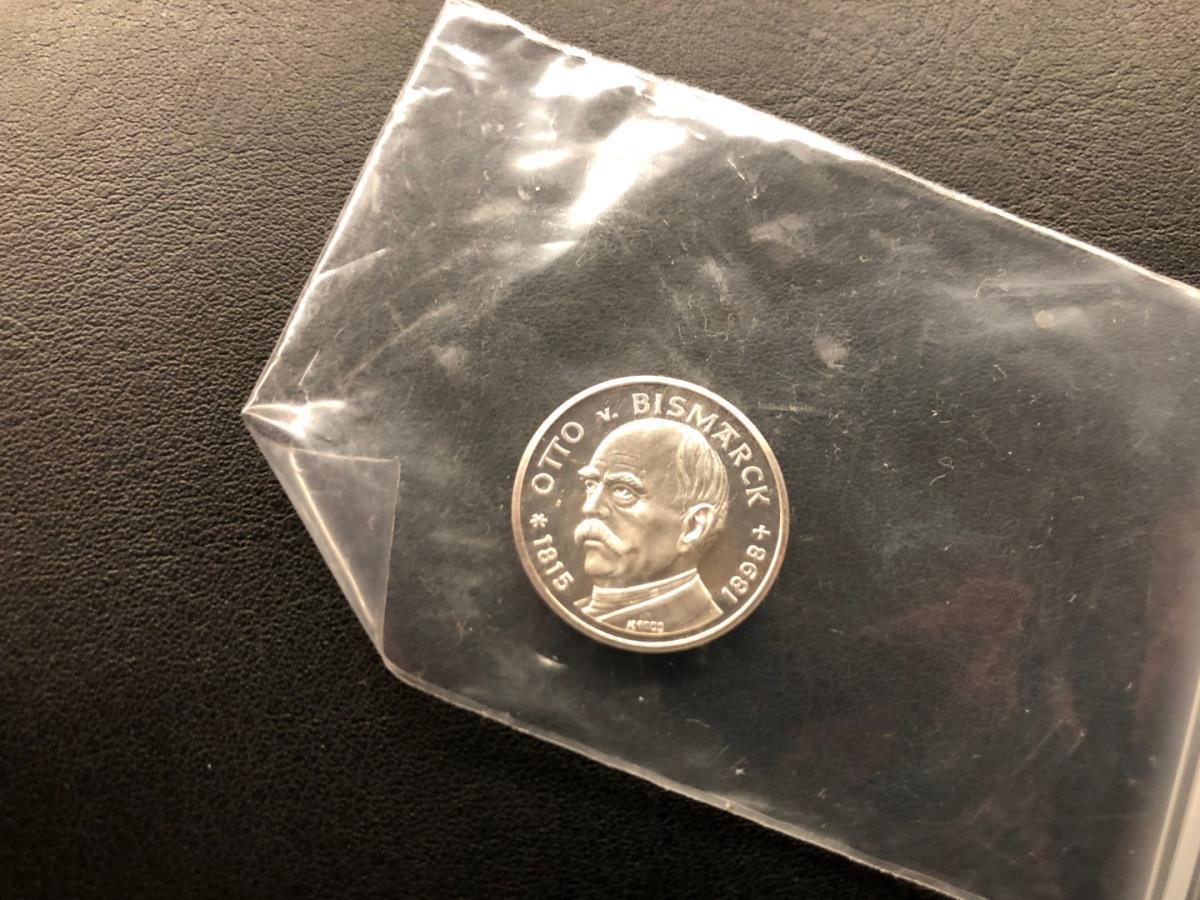 OTTO v. BISMARCK
* 1815
1898 +